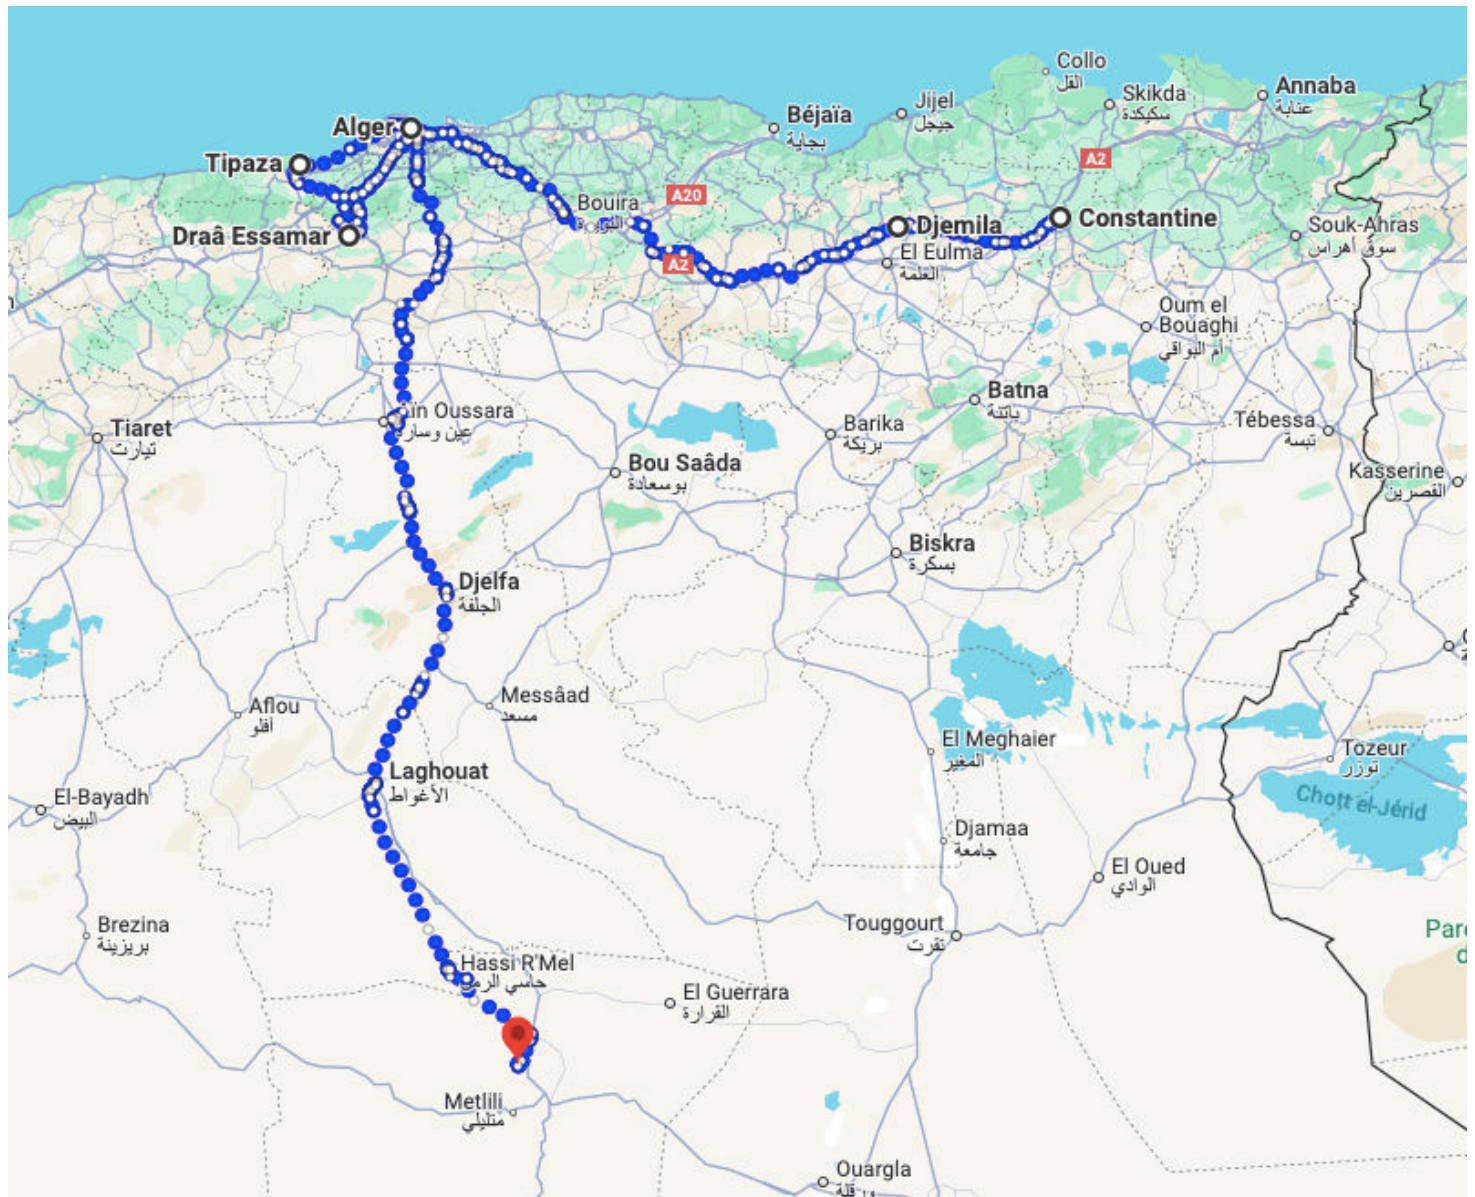 Collo
القل
Annaba
عنابة
Skikda
سكيكدة
Jijel
جيجل
Béjaïa
بجاية
Alger
A2
Tipaza
A20
Bouira
Djemila
Constantine
Draâ Essamar
Souk-Ahras
سوق أهراس
El Eulma
العلمة
A2
Oum el
Bouaghi
أم البواقي
Batna
باتنة
in Oussara
عين وسارة
Barika
بريكة
Tébessa
تبسة
Tiaret
تيارت
Bou Saâda
بوسعادة
Kasserine
القصرين
Biskra
بسكرة
Djelfa
الجلفة
Messâad
مسعد
Aflou
أفلو
El Meghaier
المغير
Tozeur
توزر
Laghouat
الأغواط
El-Bayadh
البيض
Chott el-Jérid
Djamaa
جامعة
El Oued
الوادي
Brezina
بريزينة
Touggourt
تقرت
Hassi R'Mel
حاسي الرمل
El Guerrara
القرارة
Metlili
متليلي
Ouargla